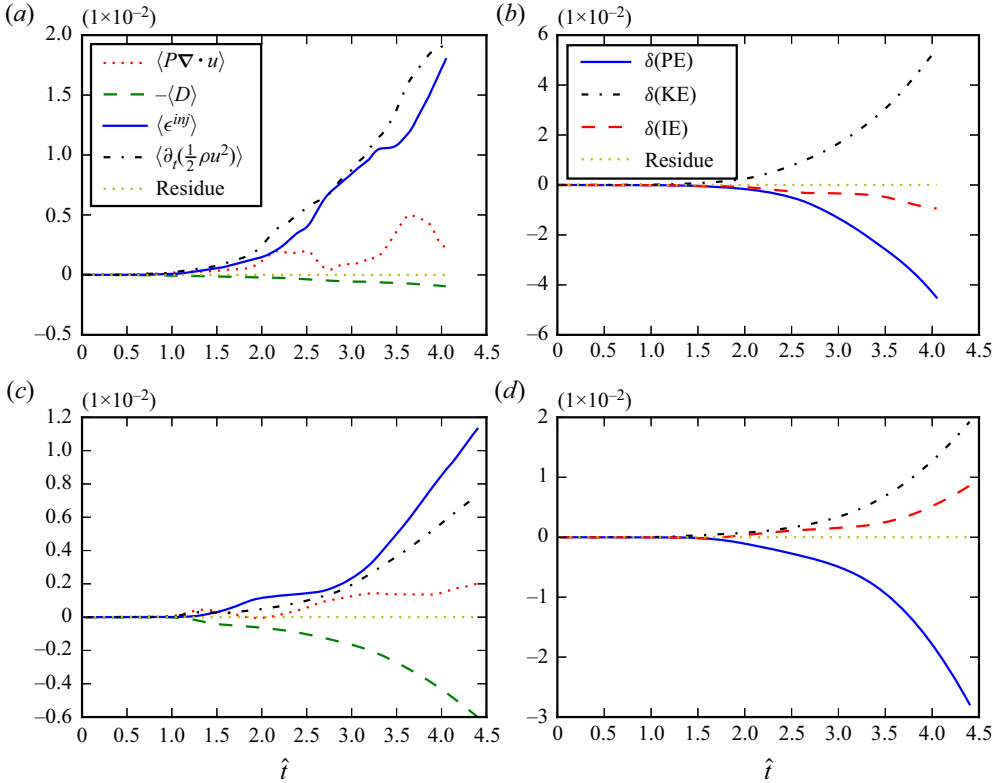 (a)
(1×10⁻²)
2.0
1.5
1.0
0.5
0
–0.5
⟨P∇ • u⟩
–⟨D⟩
⟨ϵ^{inj}⟩
⟨∂ₜ(½ρu²)⟩
Residue
0 0.5 1.0 1.5 2.0 2.5 3.0 3.5 4.0 4.5
(b)
(1×10⁻²)
6
4
2
0
–2
–4
–6
δ(PE)
δ(KE)
δ(IE)
Residue
0 0.5 1.0 1.5 2.0 2.5 3.0 3.5 4.0 4.5
(c)
(1×10⁻²)
1.2
1.0
0.8
0.6
0.4
0.2
0
–0.2
–0.4
–0.6
0 0.5 1.0 1.5 2.0 2.5 3.0 3.5 4.0 4.5
t̂
(d)
(1×10⁻²)
2
1
0
–1
–2
–3
0 0.5 1.0 1.5 2.0 2.5 3.0 3.5 4.0 4.5
t̂